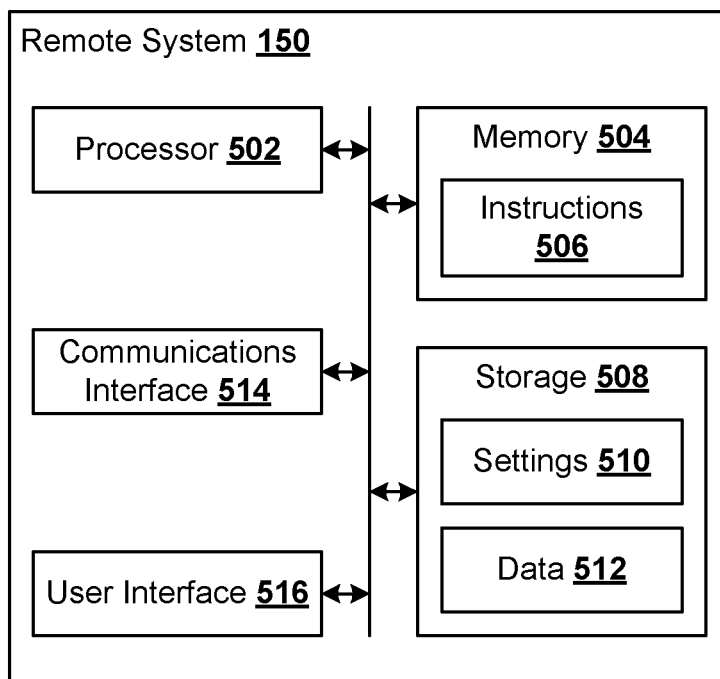 Remote System 150
Processor 502
Memory 504
Instructions
506
Communications
Interface 514
Storage 508
Settings 510
Data 512
User Interface 516